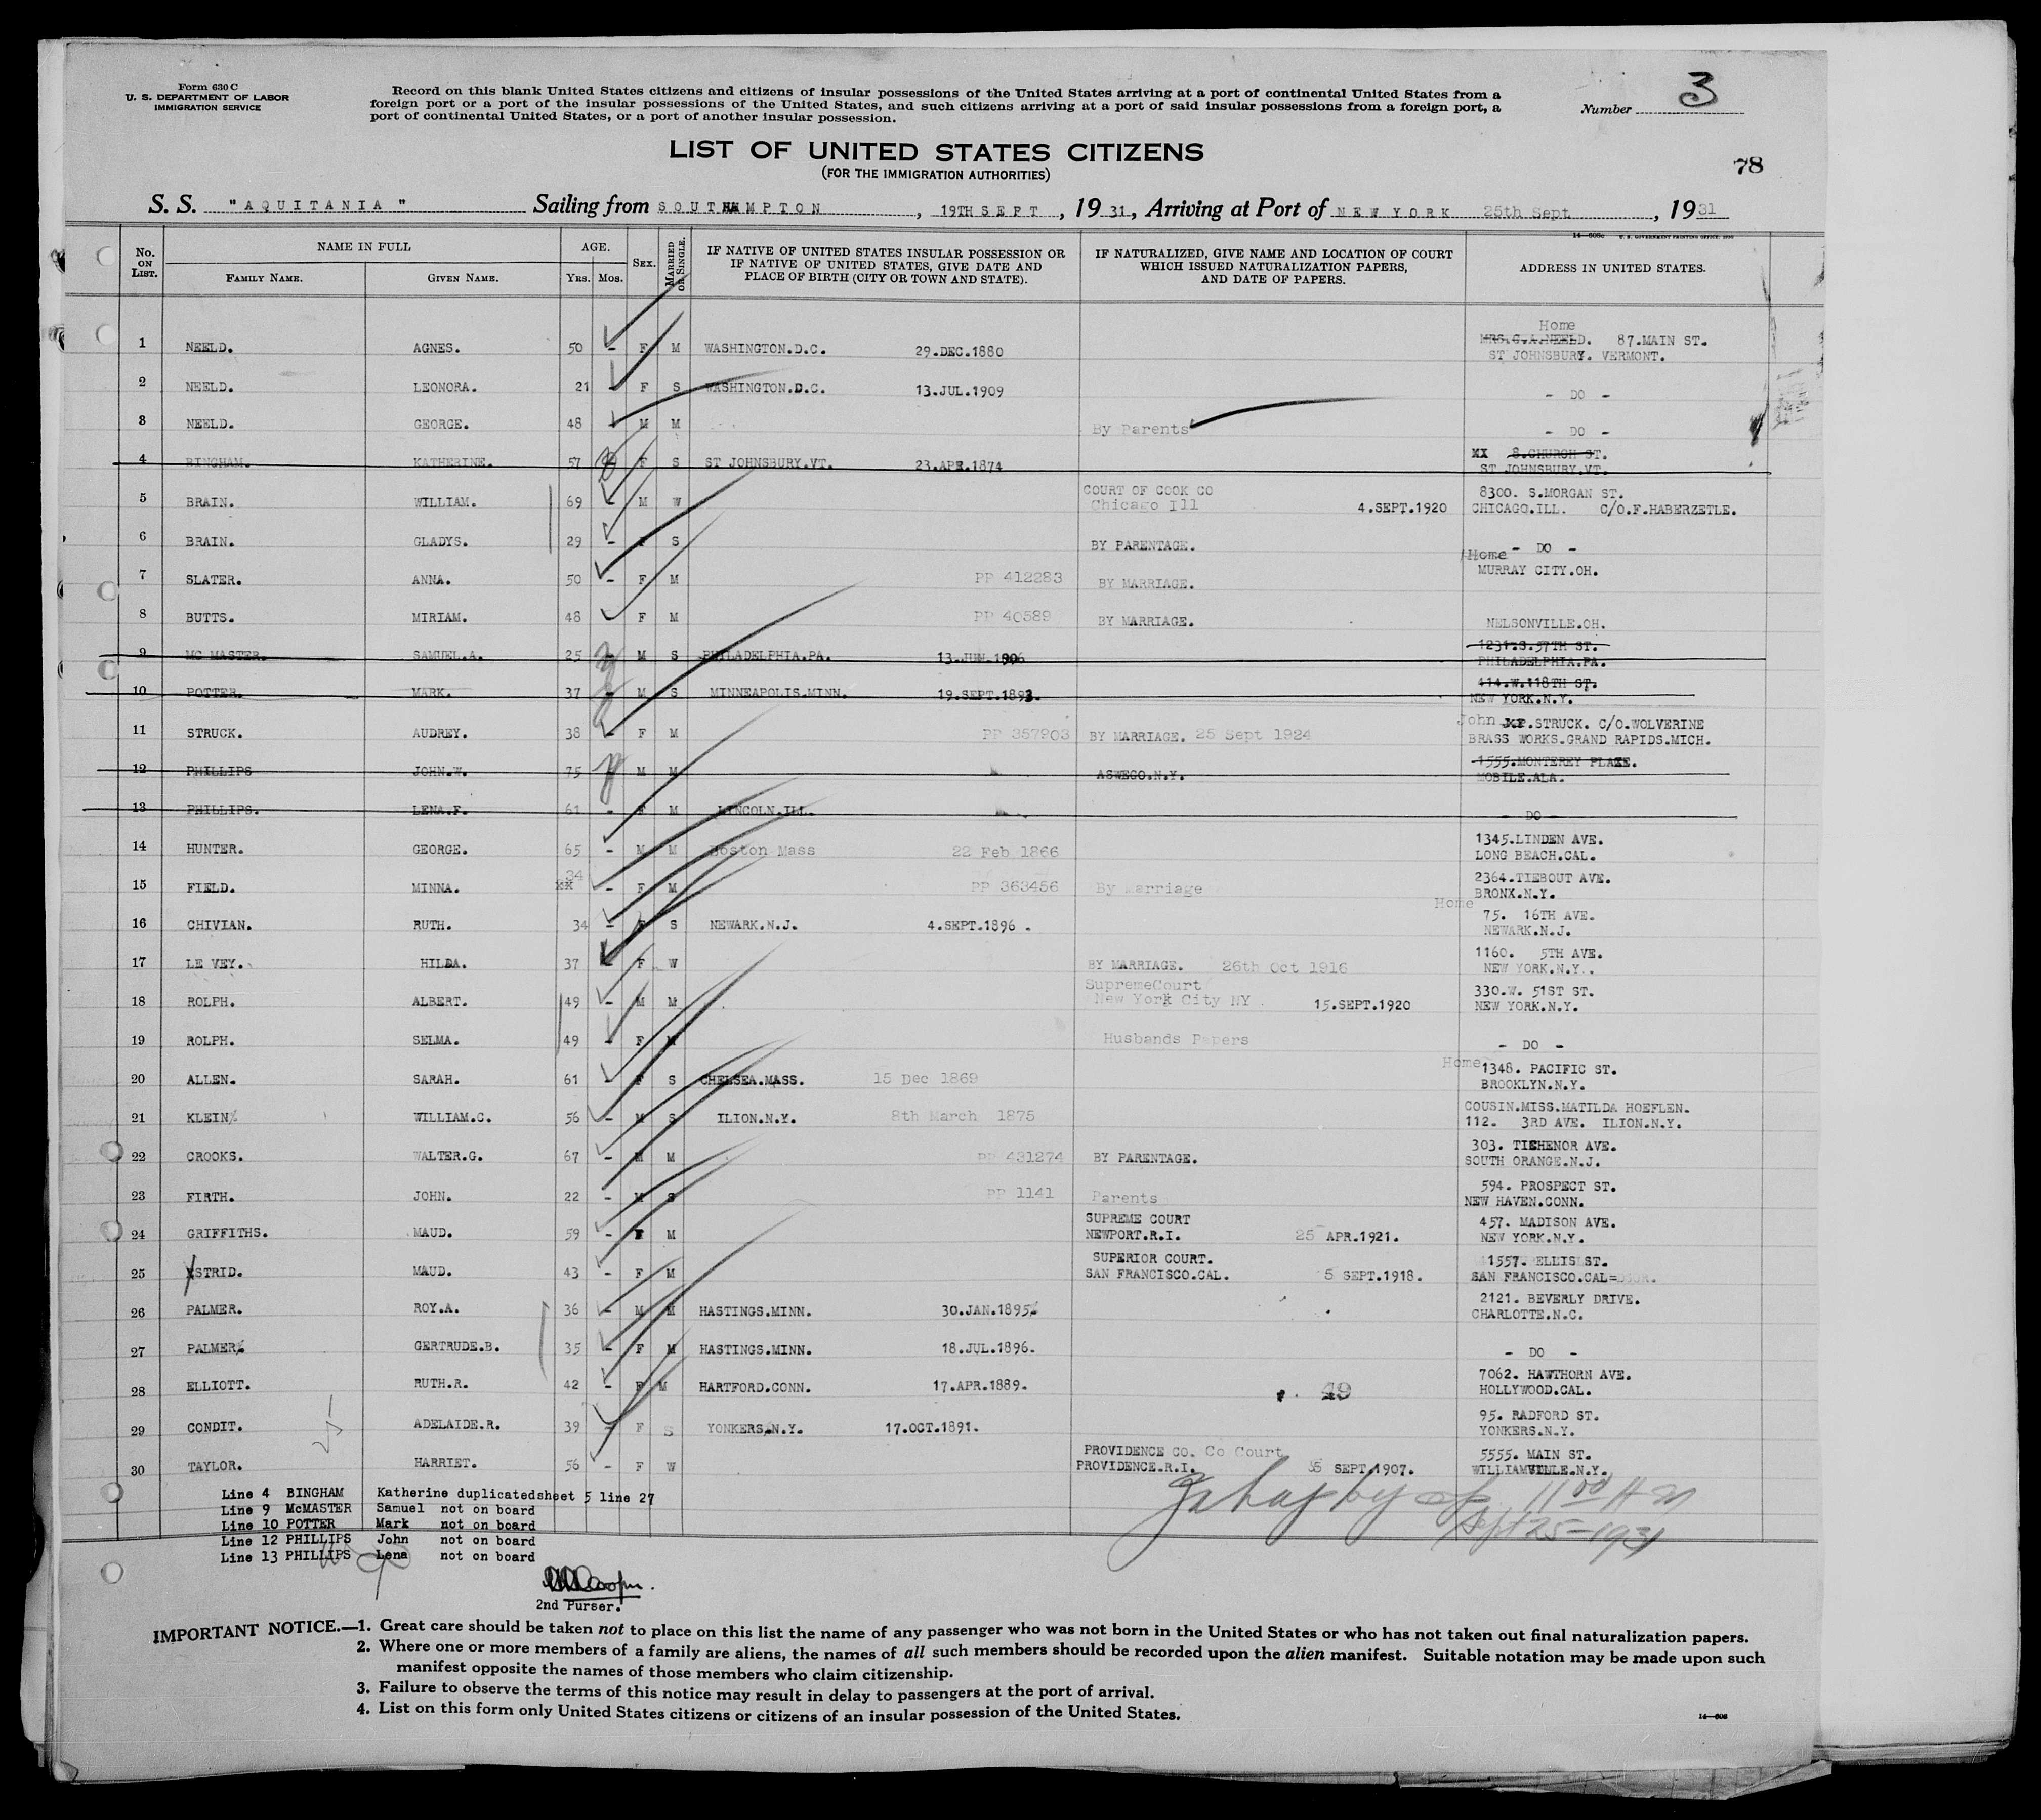 Form 630 C
U. S. DEPARTMENT OF LABOR
IMMIGRATION SERVICE
Record on this blank United States citizens and citizens of insular possessions of the United States arriving at a port of continental United States from a
foreign port or a port of the insular possessions of the United States, and such citizens arriving at a port of said insular possessions from a foreign port, a
port of continental United States, or a port of another insular possession.
Number 3
LIST OF UNITED STATES CITIZENS
(FOR THE IMMIGRATION AUTHORITIES)
78
S. S. "AQUITANIA" Sailing from SOUTHAMPTON, 19TH SEPT, 1931, Arriving at Port of NEW YORK 25th Sept, 1931
14—608c U. S. GOVERNMENT PRINTING OFFICE: 1930
No. ON LIST. NAME IN FULL FAMILY NAME. GIVEN NAME. AGE. Yrs. Mos. SEX. MARRIED OR SINGLE. IF NATIVE OF UNITED STATES INSULAR POSSESSION OR IF NATIVE OF UNITED STATES, GIVE DATE AND PLACE OF BIRTH (CITY OR TOWN AND STATE). IF NATURALIZED, GIVE NAME AND LOCATION OF COURT WHICH ISSUED NATURALIZATION PAPERS, AND DATE OF PAPERS. ADDRESS IN UNITED STATES.
1 NEELD. AGNES. 50 - F M WASHINGTON.D.C. 29.DEC.1880 Home MRS.G.A.NEELD. 87.MAIN ST. ST JOHNSBURY. VERMONT.
2 NEELD. LEONORA. 21 - F S WASHINGTON.D.C. 13.JUL.1909 - DO -
3 NEELD. GEORGE. 48 - M M By Parents - DO -
4 BINGHAM. KATHERINE. 57 - F S ST JOHNSBURY.VT. 23.APR.1874 XX 8.CHURCH ST. ST JOHNSBURY.VT.
5 BRAIN. WILLIAM. 69 - M W COURT OF COOK CO Chicago Ill 4.SEPT.1920 8300. S.MORGAN ST. CHICAGO.ILL. C/O.F.HABERZETLE.
6 BRAIN. GLADYS. 29 - F S BY PARENTAGE. - DO -
7 SLATER. ANNA. 50 - F M PP 412283 BY MARRIAGE. Home MURRAY CITY.OH.
8 BUTTS. MIRIAM. 48 - F M PP 40589 BY MARRIAGE. NELSONVILLE.OH.
9 MC MASTER. SAMUEL.A. 25 - M S PHILADELPHIA.PA. 13.JUN.1906 1231.S.57TH ST. PHILADELPHIA.PA.
10 POTTER. MARK. 37 - M S MINNEAPOLIS.MINN. 19.SEPT.1893. 414.W.118TH ST. NEW YORK.N.Y.
11 STRUCK. AUDREY. 38 - F M PP 357903 BY MARRIAGE. 25 Sept 1924 John .STRUCK. C/O.WOLVERINE BRASS WORKS.GRAND RAPIDS.MICH.
12 PHILLIPS JOHN.W. 75 - M M ASWEGO.N.Y. 1555.MONTEREY PLACE. MOBILE.ALA.
13 PHILLIPS. LENA.F. 61 - F M LINCOLN.ILL. - DO -
14 HUNTER. GEORGE. 65 - M M Boston Mass 22 Feb 1866 1345.LINDEN AVE. LONG BEACH.CAL.
15 FIELD. MINNA. 34 - F M PP 363456 By Marriage 2364.TIEBOUT AVE. BRONX.N.Y.
16 CHIVIAN. RUTH. 34 - F S NEWARK.N.J. 4.SEPT.1896. Home 75. 16TH AVE. NEWARK.N.J.
17 LE VEY. HILDA. 37 - F W BY MARRIAGE. 26th Oct 1916 1160. 5TH AVE. NEW YORK.N.Y.
18 ROLPH. ALBERT. 49 - M M SupremeCourt New York City NY. 15.SEPT.1920 330.W. 51ST ST. NEW YORK.N.Y.
19 ROLPH. SELMA. 49 - F M Husbands Papers - DO -
20 ALLEN. SARAH. 61 - F S CHELSEA.MASS. 15 Dec 1869 Home 1348. PACIFIC ST. BROOKLYN.N.Y.
21 KLEIN WILLIAM.C. 56 - M S ILION.N.Y. 8th March 1875 COUSIN.MISS.MATILDA HOEFLEN. 112. 3RD AVE. ILION.N.Y.
22 CROOKS. WALTER.G. 67 - M M PP 431274 BY PARENTAGE. 303. TICHENOR AVE. SOUTH ORANGE.N.J.
23 FIRTH. JOHN. 22 - M S PP 1141 Parents 594. PROSPECT ST. NEW HAVEN.CONN.
24 GRIFFITHS. MAUD. 59 - F M SUPREME COURT NEWPORT.R.I. 25 APR.1921. 457. MADISON AVE. NEW YORK.N.Y.
25 STRID. MAUD. 43 - F M SUPERIOR COURT. SAN FRANCISCO.CAL. 5 SEPT.1918. 1557. ELLIS ST. SAN FRANCISCO.CAL
26 PALMER. ROY.A. 36 - M M HASTINGS.MINN. 30.JAN.1895. 2121. BEVERLY DRIVE. CHARLOTTE.N.C.
27 PALMER. GERTRUDE.B. 35 - F M HASTINGS.MINN. 18.JUL.1896. - DO -
28 ELLIOTT. RUTH.R. 42 - F M HARTFORD.CONN. 17.APR.1889. 49 7062. HAWTHORN AVE. HOLLYWOOD.CAL.
29 CONDIT. ADELAIDE.R. 39 - F S YONKERS.N.Y. 17.OCT.1891. 95. RADFORD ST. YONKERS.N.Y.
30 TAYLOR. HARRIET. 56 - F W PROVIDENCE CO. Co Court PROVIDENCE.R.I. 5 SEPT.1907. 5555. MAIN ST. WILLIAMVILLE.N.Y.
Line 4 BINGHAM Katherine duplicatedsheet 5 line 27
Line 9 McMASTER Samuel not on board
Line 10 POTTER Mark not on board
Line 12 PHILLIPS John not on board
Line 13 PHILLIPS Lena not on board
11 00 AM
Sept 25-1931
2nd Purser.
IMPORTANT NOTICE.—1. Great care should be taken not to place on this list the name of any passenger who was not born in the United States or who has not taken out final naturalization papers.
2. Where one or more members of a family are aliens, the names of all such members should be recorded upon the alien manifest. Suitable notation may be made upon such
manifest opposite the names of those members who claim citizenship.
3. Failure to observe the terms of this notice may result in delay to passengers at the port of arrival.
4. List on this form only United States citizens or citizens of an insular possession of the United States.
14—608